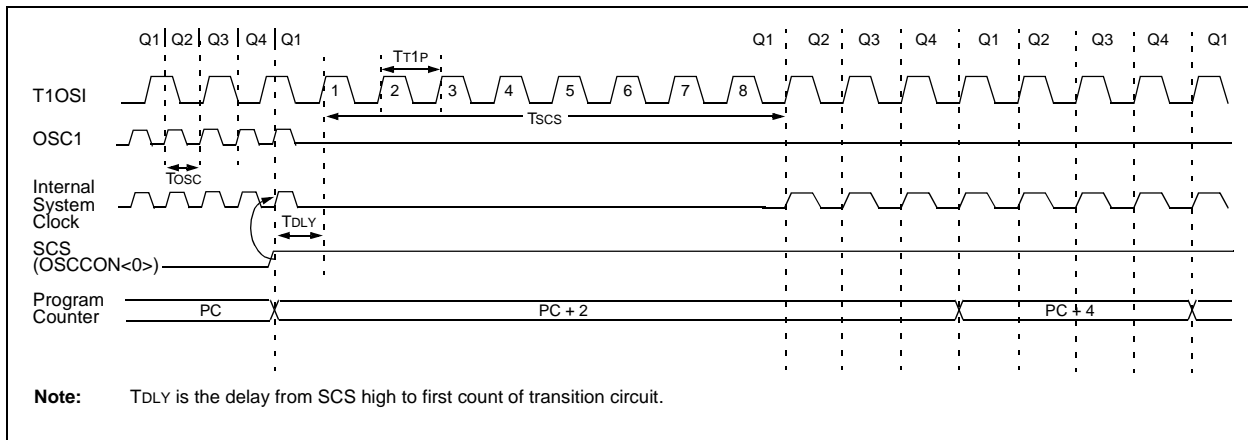 Q1 Q2 Q3 Q4 Q1 Q1 Q2 Q3 Q4 Q1 Q2 Q3 Q4 Q1
TT1P
T1OSI 1 2 3 4 5 6 7 8
TSCS
OSC1
TOSC
Internal
System
Clock
TDLY
SCS
(OSCCON<0>)
Program
Counter
PC PC + 2 PC + 4
Note: TDLY is the delay from SCS high to first count of transition circuit.